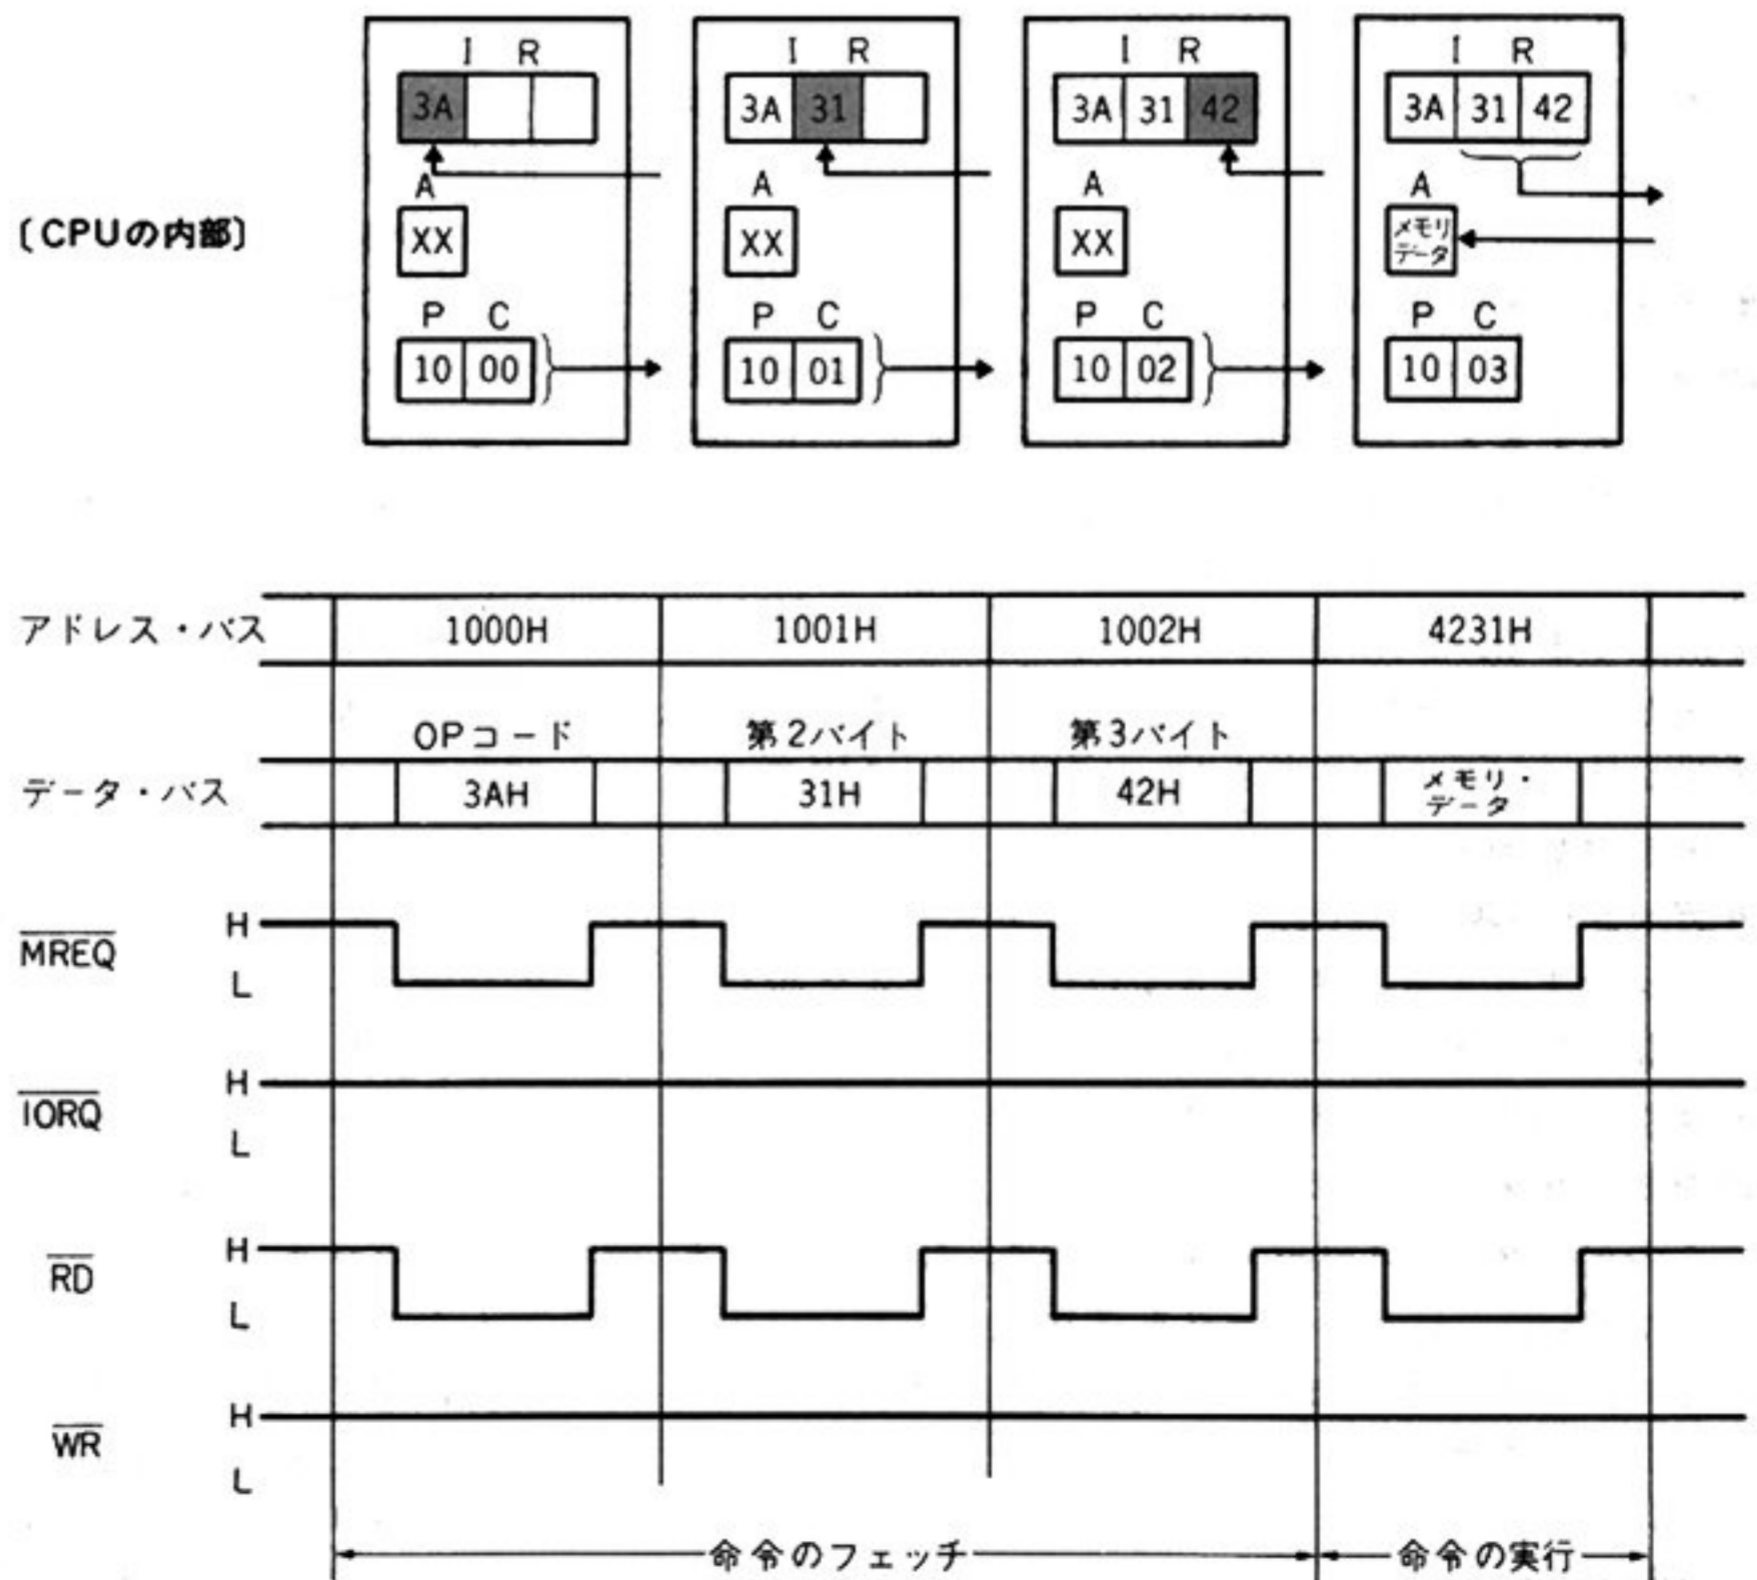 I R
3A
A
XX
P C
10 00
I R
3A 31
A
XX
P C
10 01
I R
3A 31 42
A
XX
P C
10 02
I R
3A 31 42
A
メモリ
データ
P C
10 03
〔CPUの内部〕
アドレス・バス 1000H 1001H 1002H 4231H
OPコード 第2バイト 第3バイト
データ・バス 3AH 31H 42H メモリ・
データ
MREQ H
L
IORQ H
L
RD H
L
WR H
L
命令のフェッチ 命令の実行